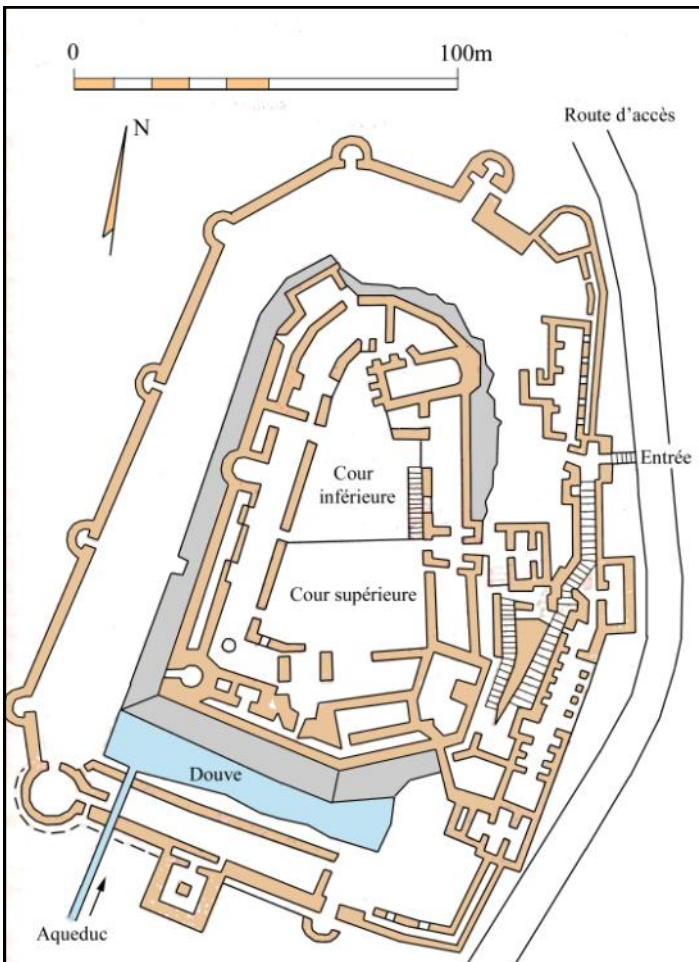 0 100m
Route d'accès
N
Entrée
Cour
inférieure
Cour supérieure
Douve
Aqueduc